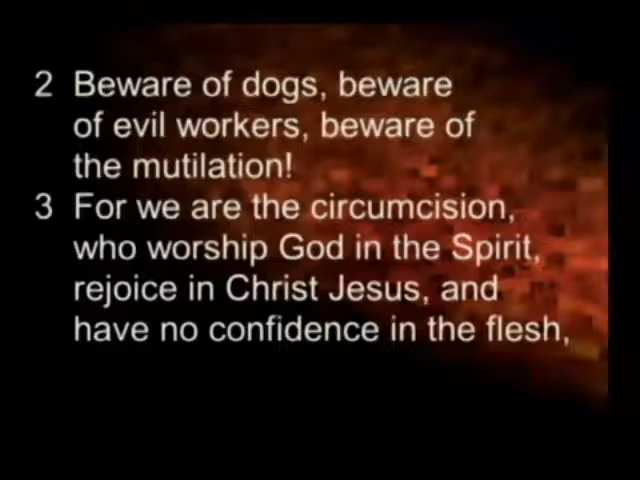 2 Beware of dogs, beware
of evil workers, beware of
the mutilation!
3 For we are the circumcision,
who worship God in the Spirit,
rejoice in Christ Jesus, and
have no confidence in the flesh,